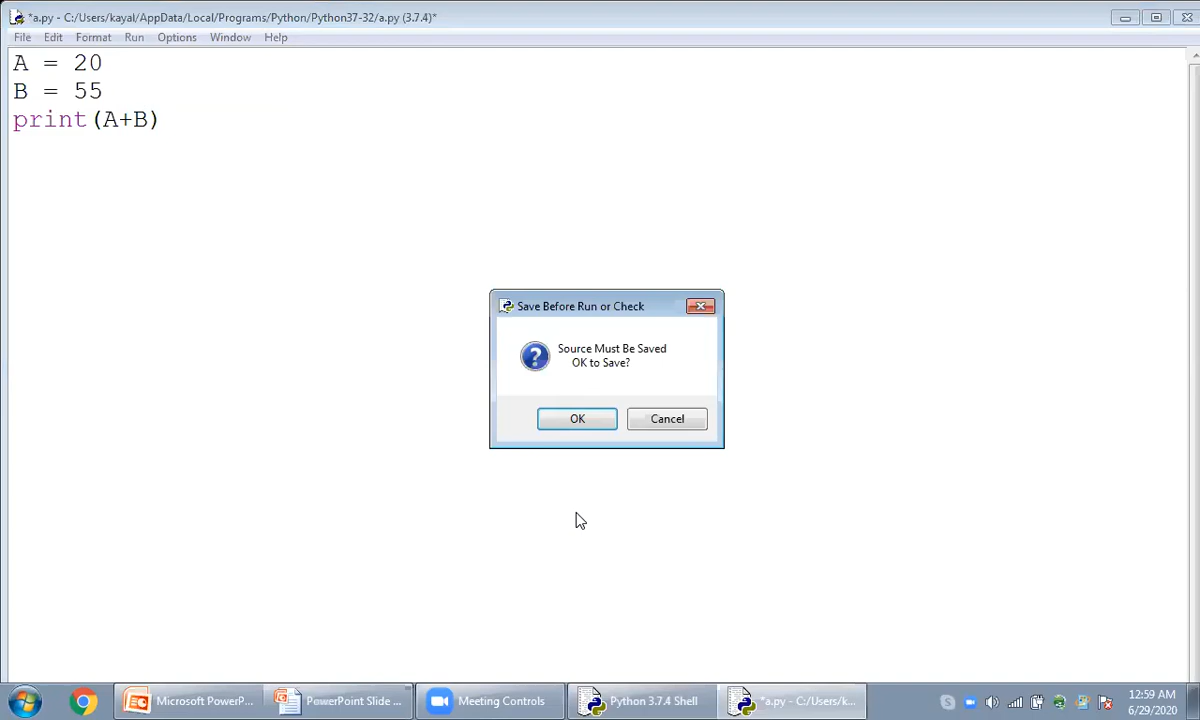 *a.py - C:/Users/kayal/AppData/Local/Programs/Python/Python37-32/a.py (3.7.4)*
File Edit Format Run Options Window Help
A = 20
B = 55
print(A+B)
Save Before Run or Check
Source Must Be Saved
OK to Save?
OK Cancel
Microsoft PowerP... PowerPoint Slide ... Meeting Controls Python 3.7.4 Shell *a.py - C:/Users/k... 12:59 AM
6/29/2020